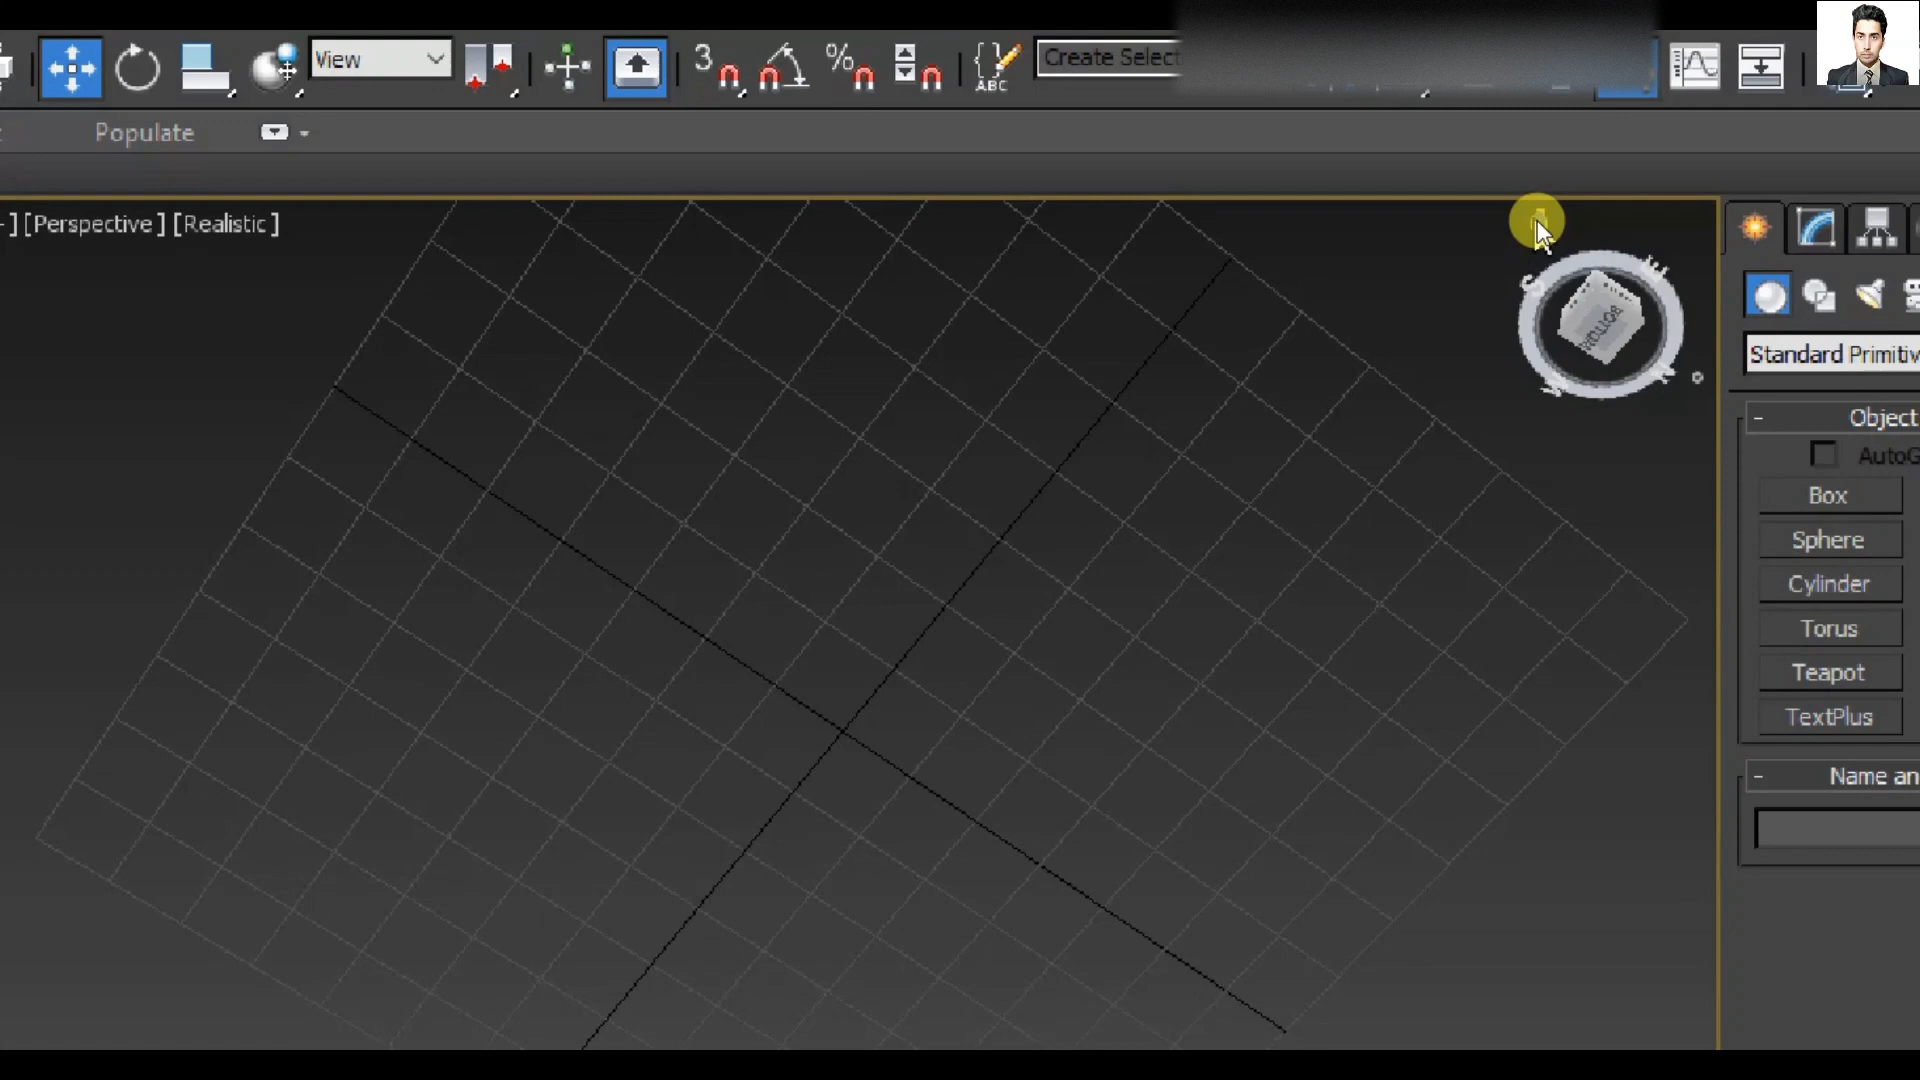 View
3
%
ABC
Create Select
Populate
[Perspective] [Realistic]
BOTTOM
Standard Primitiv
- Object
AutoG
Box
Sphere
Cylinder
Torus
Teapot
TextPlus
- Name an